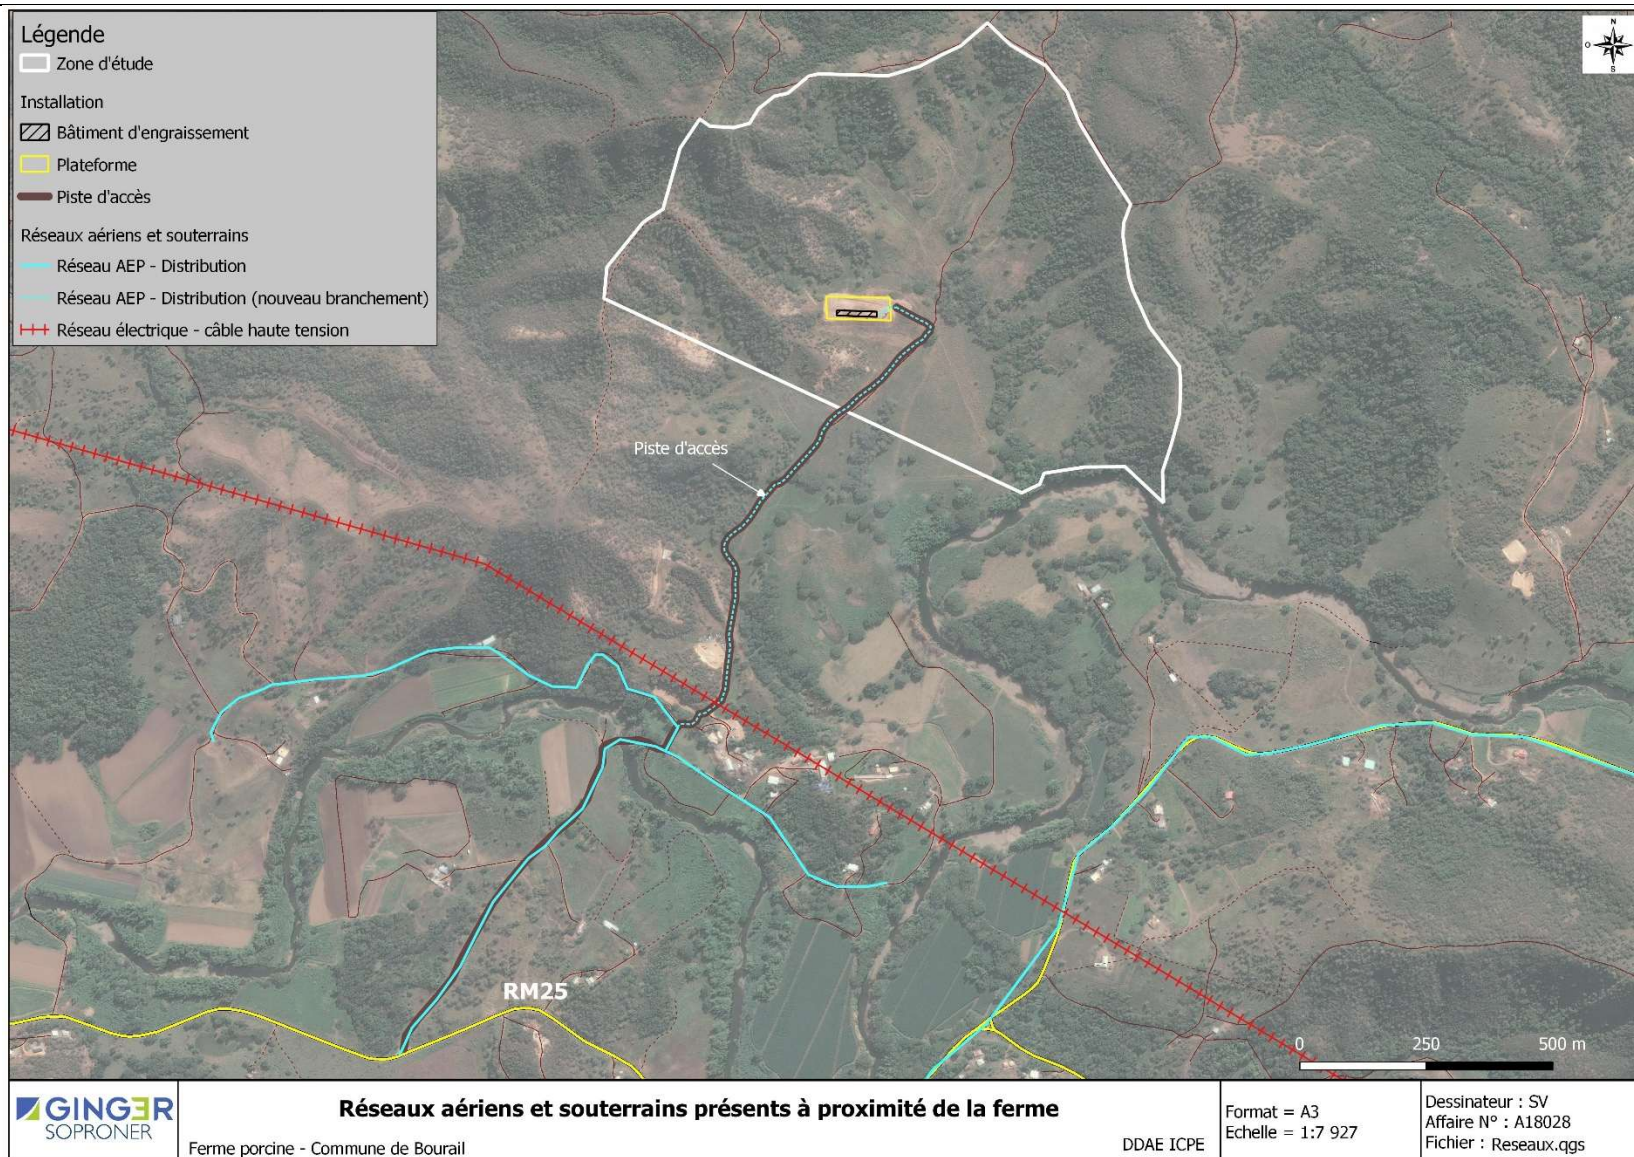 Légende
Zone d'étude
Installation
Bâtiment d'engraissement
Plateforme
Piste d'accès
Réseaux aériens et souterrains
Réseau AEP - Distribution
Réseau AEP - Distribution (nouveau branchement)
Réseau électrique - câble haute tension
N
O
S
Piste d'accès
RM25
0 250 500 m
GINGER
SOPRONER
Réseaux aériens et souterrains présents à proximité de la ferme
Ferme porcine - Commune de Bourail
DDAE ICPE
Format = A3
Echelle = 1:7 927
Dessinateur : SV
Affaire N° : A18028
Fichier : Reseaux.qgs